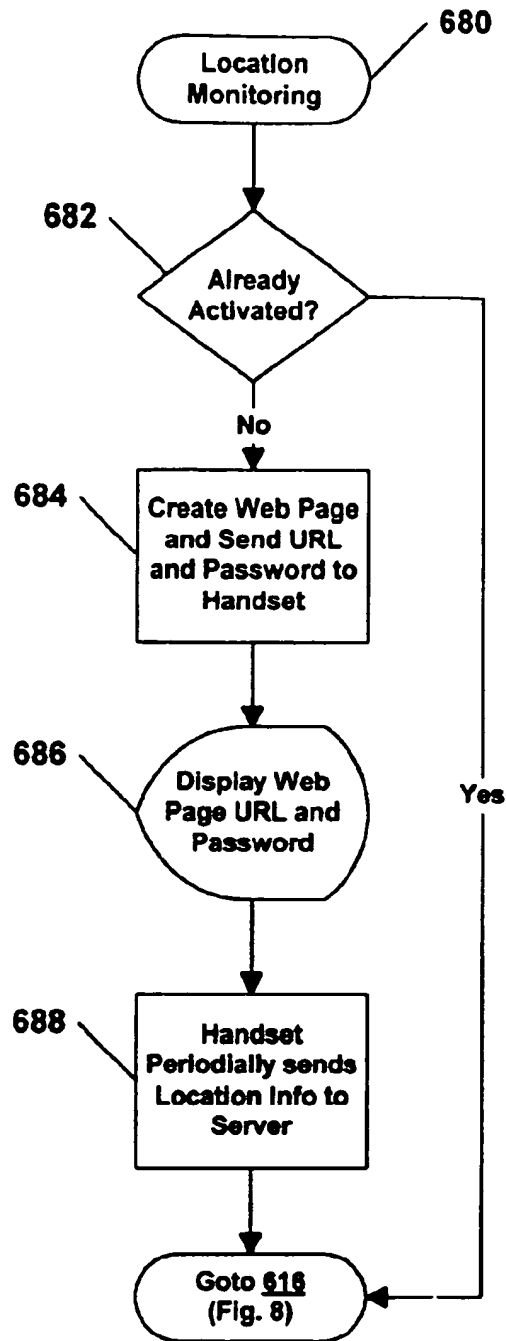 680
Location
Monitoring
682
Already
Activated?
No
684
Create Web Page
and Send URL
and Password to
Handset
686
Display Web
Page URL and
Password
Yes
688
Handset
Periodially sends
Location Info to
Server
Goto 616
(Fig. 8)